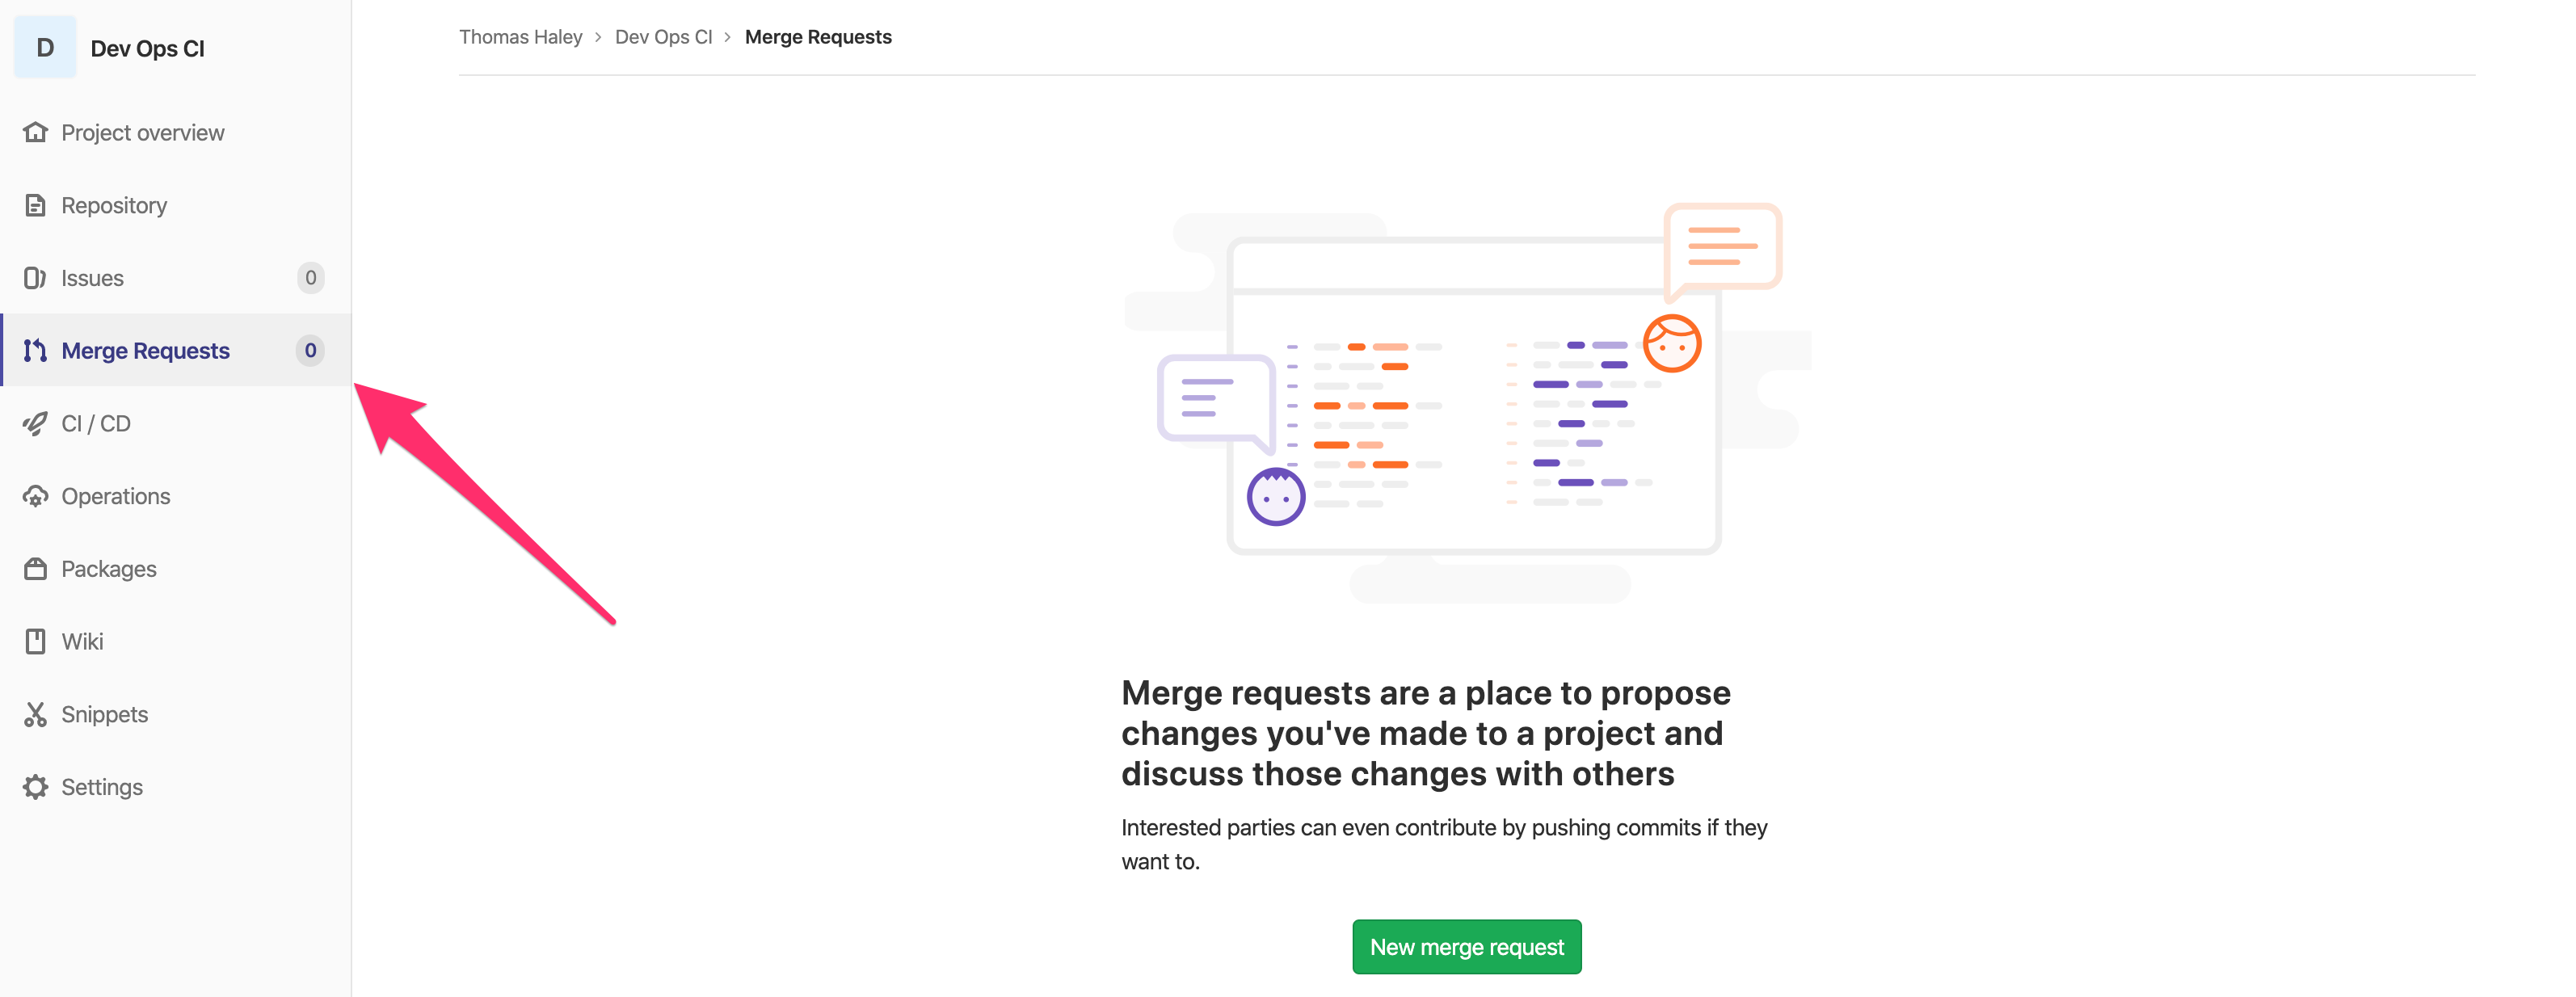 D Dev Ops CI
Thomas Haley > Dev Ops CI > Merge Requests
Project overview
Repository
Issues 0
Merge Requests 0
CI / CD
Operations
Packages
Wiki
Snippets
Settings
Merge requests are a place to propose
changes you've made to a project and
discuss those changes with others
Interested parties can even contribute by pushing commits if they
want to.
New merge request